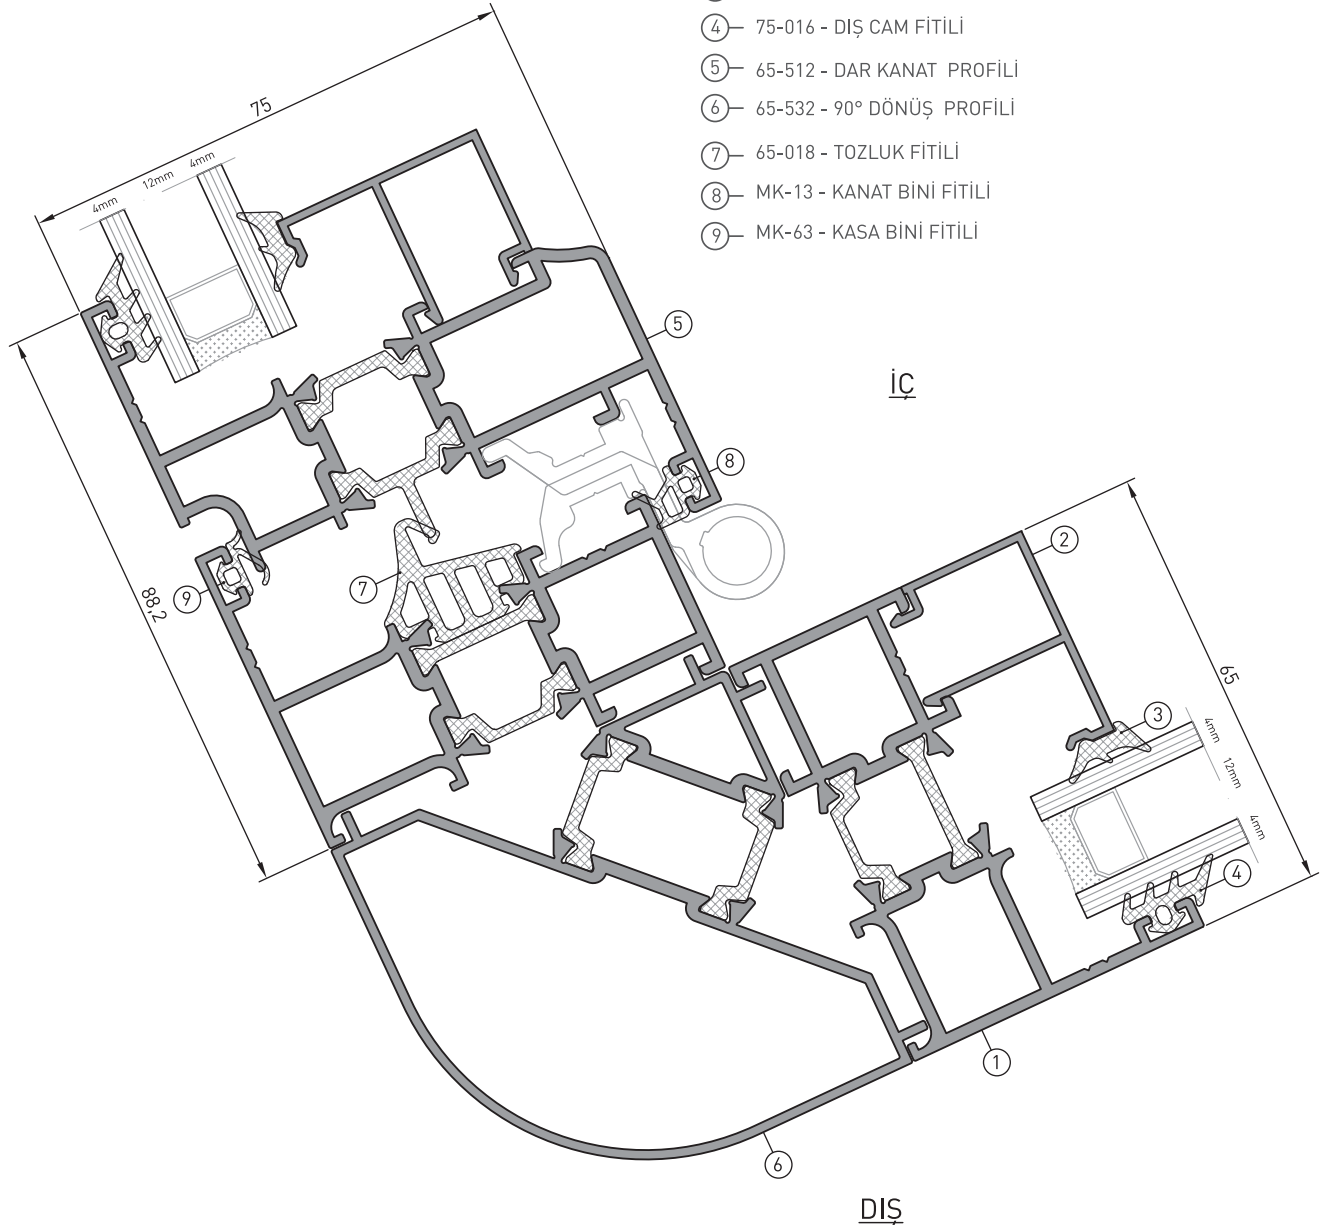 4 75-016 - DIŞ CAM FİTİLİ
5 65-512 - DAR KANAT PROFİLİ
6 65-532 - 90° DÖNÜŞ PROFİLİ
7 65-018 - TOZLUK FİTİLİ
8 MK-13 - KANAT BİNİ FİTİLİ
9 MK-63 - KASA BİNİ FİTİLİ
75
4mm
12mm
4mm
5
İÇ
8
2
9
7
88,2
65
3
4mm
12mm
4mm
4
1
6
DIŞ